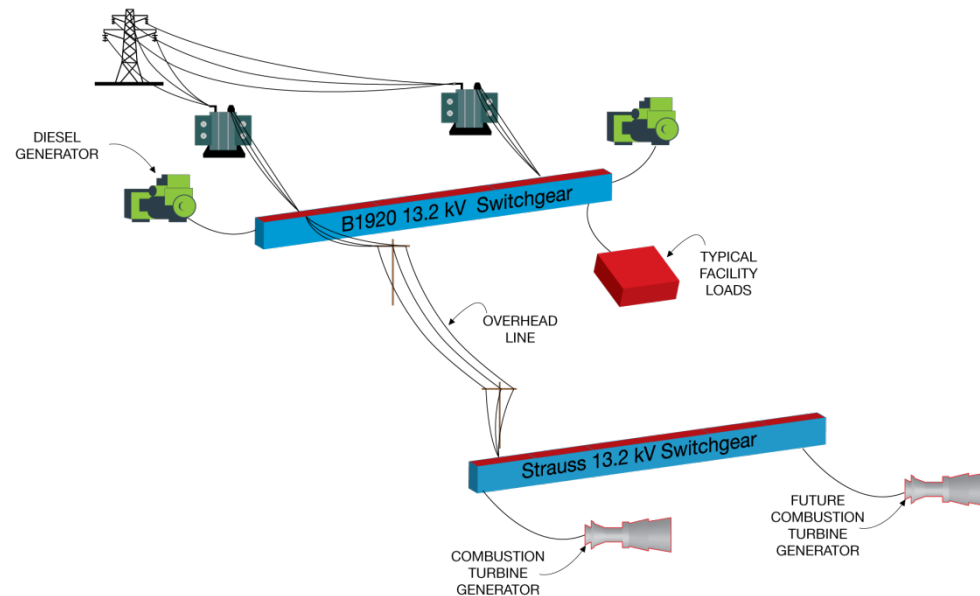 DIESEL
GENERATOR
B1920 13.2 kV Switchgear
TYPICAL
FACILITY
LOADS
OVERHEAD
LINE
Strauss 13.2 kV Switchgear
FUTURE
COMBUSTION
TURBINE
GENERATOR
COMBUSTION
TURBINE
GENERATOR